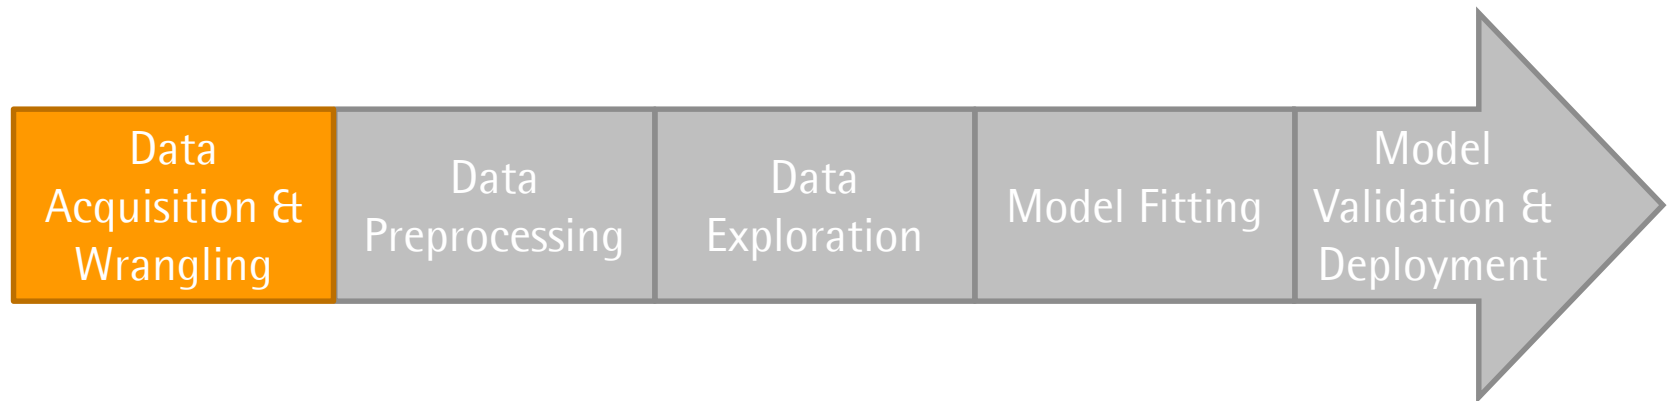 Data
Acquisition &
Wrangling
Data
Preprocessing
Data
Exploration
Model Fitting
Model
Validation &
Deployment